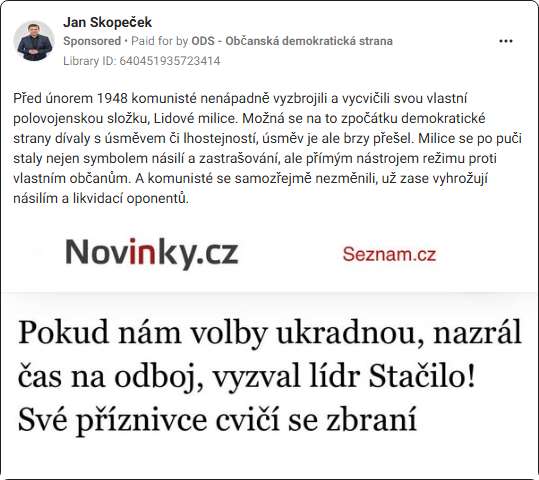 Jan Skopeček
Sponsored • Paid for by ODS - Občanská demokratická strana
Library ID: 640451935723414
Před únorem 1948 komunisté nenápadně vyzbrojili a vycvičili svou vlastní
polovojenskou složku, Lidové milice. Možná se na to zpočátku demokratické
strany dívaly s úsměvem či lhostejností, úsměv je ale brzy přešel. Milice se po puči
staly nejen symbolem násilí a zastrašování, ale přímým nástrojem režimu proti
vlastním občanům. A komunisté se samozřejmě nezměnili, už zase vyhrožují
násilím a likvidací oponentů.
Novinky.cz Seznam.cz
Pokud nám volby ukradnou, nazrál
čas na odboj, vyzval lídr Stačilo!
Své příznivce cvičí se zbraní